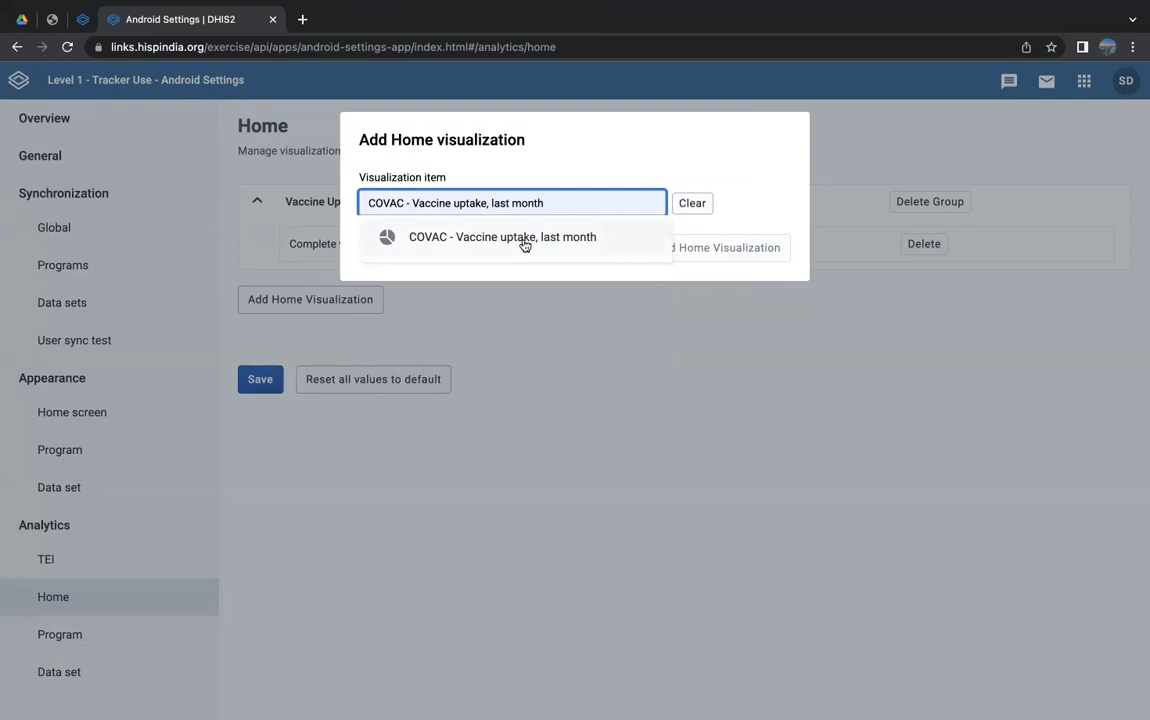 Android Settings | DHIS2
links.hispindia.org/exercise/api/apps/android-settings-app/index.html#/analytics/home
Level 1 - Tracker Use - Android Settings
SD
Overview
General
Synchronization
Global
Programs
Data sets
User sync test
Appearance
Home screen
Program
Data set
Analytics
TEI
Home
Program
Data set
Home
Manage visualization
Vaccine Up
Delete Group
Complete
Delete
Add Home Visualization
Save
Reset all values to default
Add Home visualization
Visualization item
COVAC - Vaccine uptake, last month
Clear
COVAC - Vaccine uptake, last month
d Home Visualization